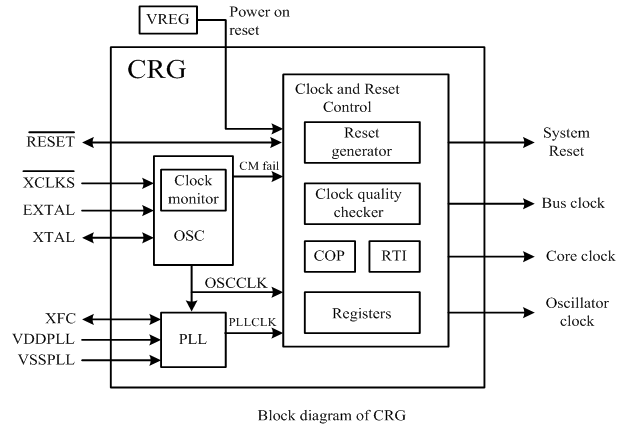 VREG
Power on
reset
CRG
Clock and Reset
Control
RESET
Reset
generator
System
Reset
CM fail
XCLKS
Clock
monitor
Clock quality
checker
Bus clock
EXTAL
XTAL
OSC
COP
RTI
Core clock
OSCCLK
Registers
Oscillator
clock
XFC
PLLCLK
VDDPLL
PLL
VSSPLL
Block diagram of CRG